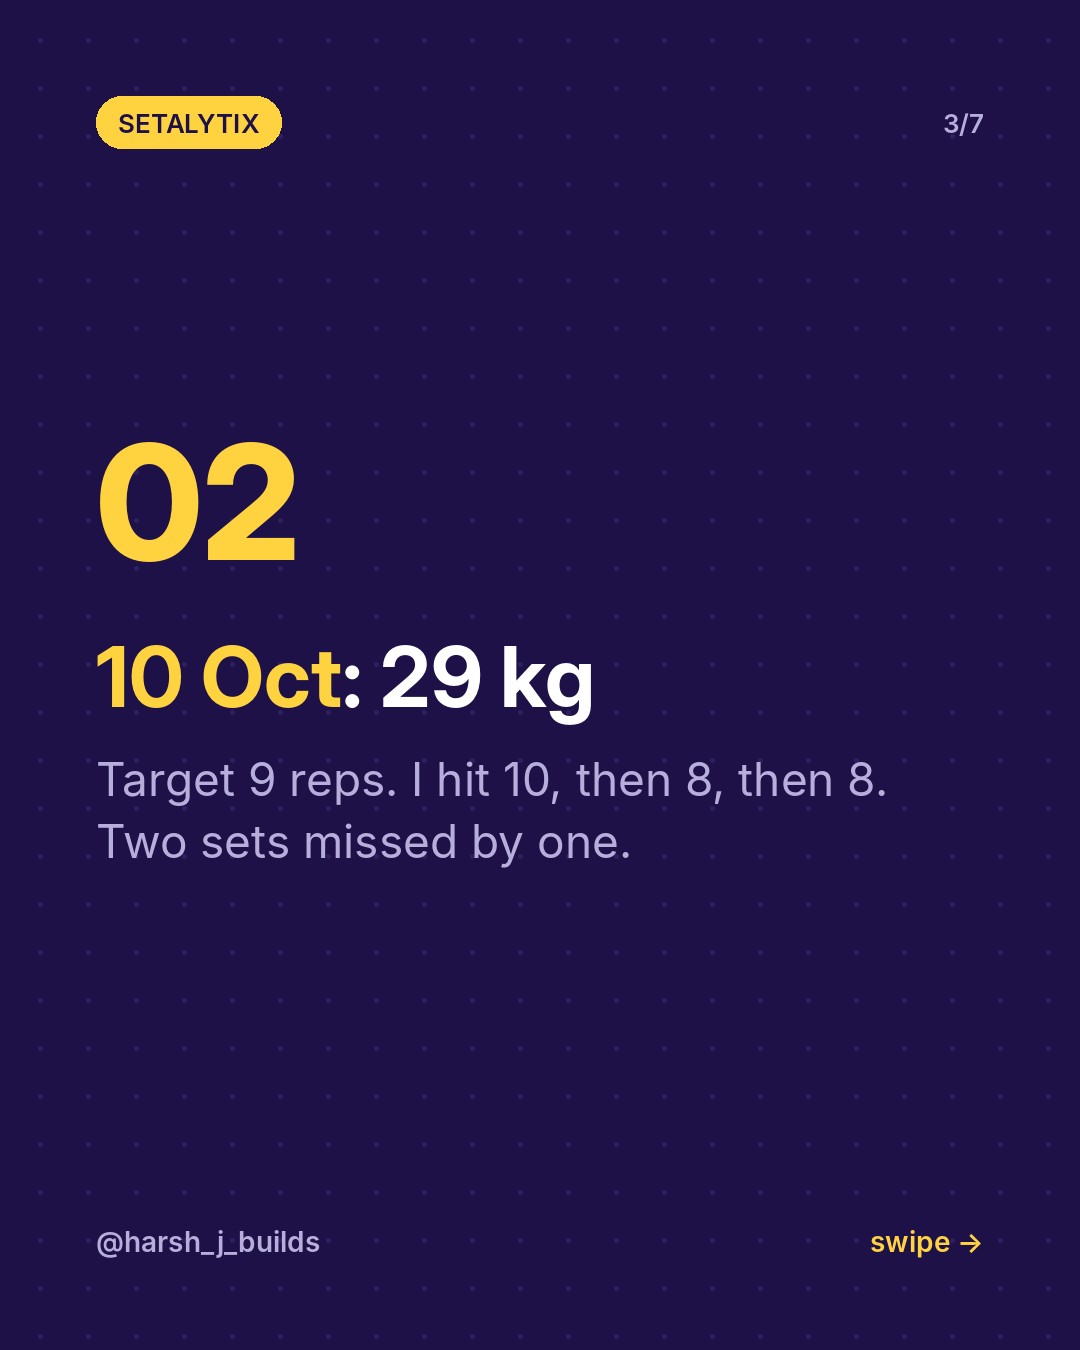 SETALYTIX
3/7
02
10 Oct: 29 kg
Target 9 reps. I hit 10, then 8, then 8.
Two sets missed by one.
@harsh_j_builds
swipe →